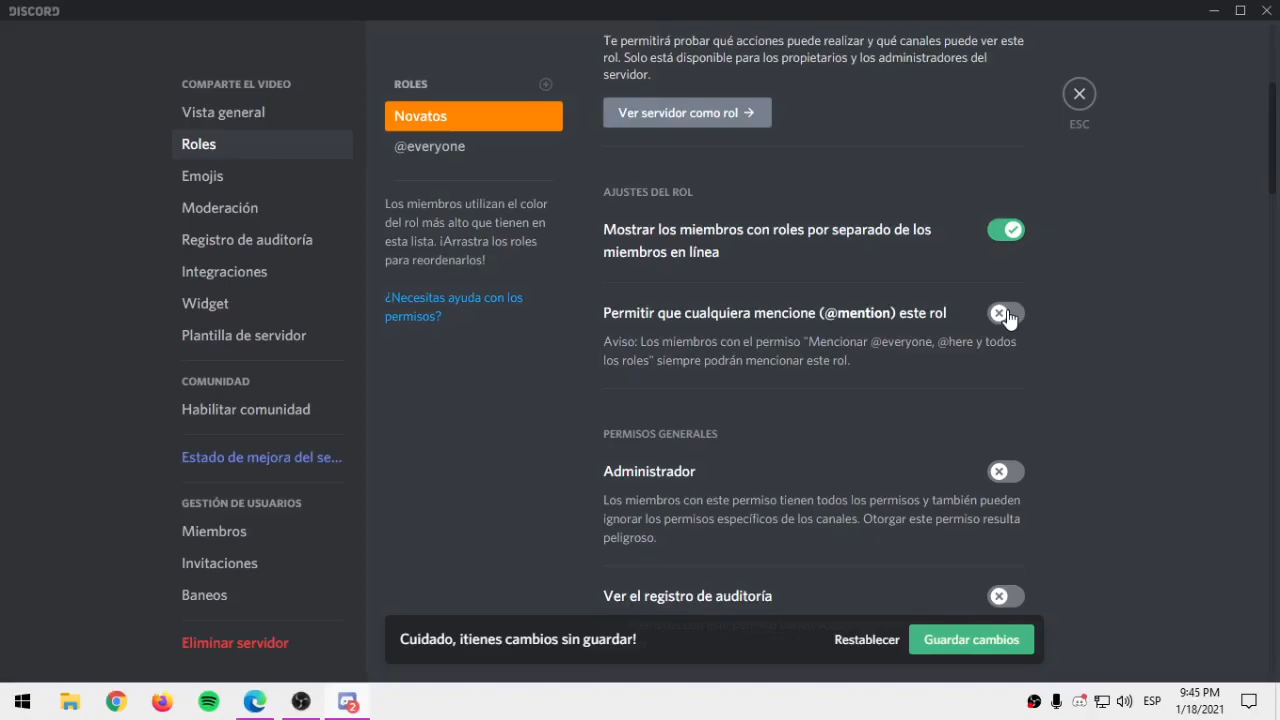 DISCORD
COMPARTE EL VIDEO
Vista general
Roles
Emojis
Moderación
Registro de auditoría
Integraciones
Widget
Plantilla de servidor
COMUNIDAD
Habilitar comunidad
Estado de mejora del se...
GESTIÓN DE USUARIOS
Miembros
Invitaciones
Baneos
Eliminar servidor
ROLES
Novatos
@everyone
Los miembros utilizan el color
del rol más alto que tienen en
esta lista. ¡Arrastra los roles
para reordenarlos!
¿Necesitas ayuda con los
permisos?
Te permitirá probar qué acciones puede realizar y qué canales puede ver este
rol. Solo está disponible para los propietarios y los administradores del
servidor.
Ver servidor como rol →
ESC
AJUSTES DEL ROL
Mostrar los miembros con roles por separado de los
miembros en línea
Permitir que cualquiera mencione (@mention) este rol
Aviso: Los miembros con el permiso "Mencionar @everyone, @here y todos
los roles" siempre podrán mencionar este rol.
PERMISOS GENERALES
Administrador
Los miembros con este permiso tienen todos los permisos y también pueden
ignorar los permisos específicos de los canales. Otorgar este permiso resulta
peligroso.
Ver el registro de auditoría
Cuidado, ¡tienes cambios sin guardar!
Restablecer
Guardar cambios
2
ESP
9:45 PM
1/18/2021